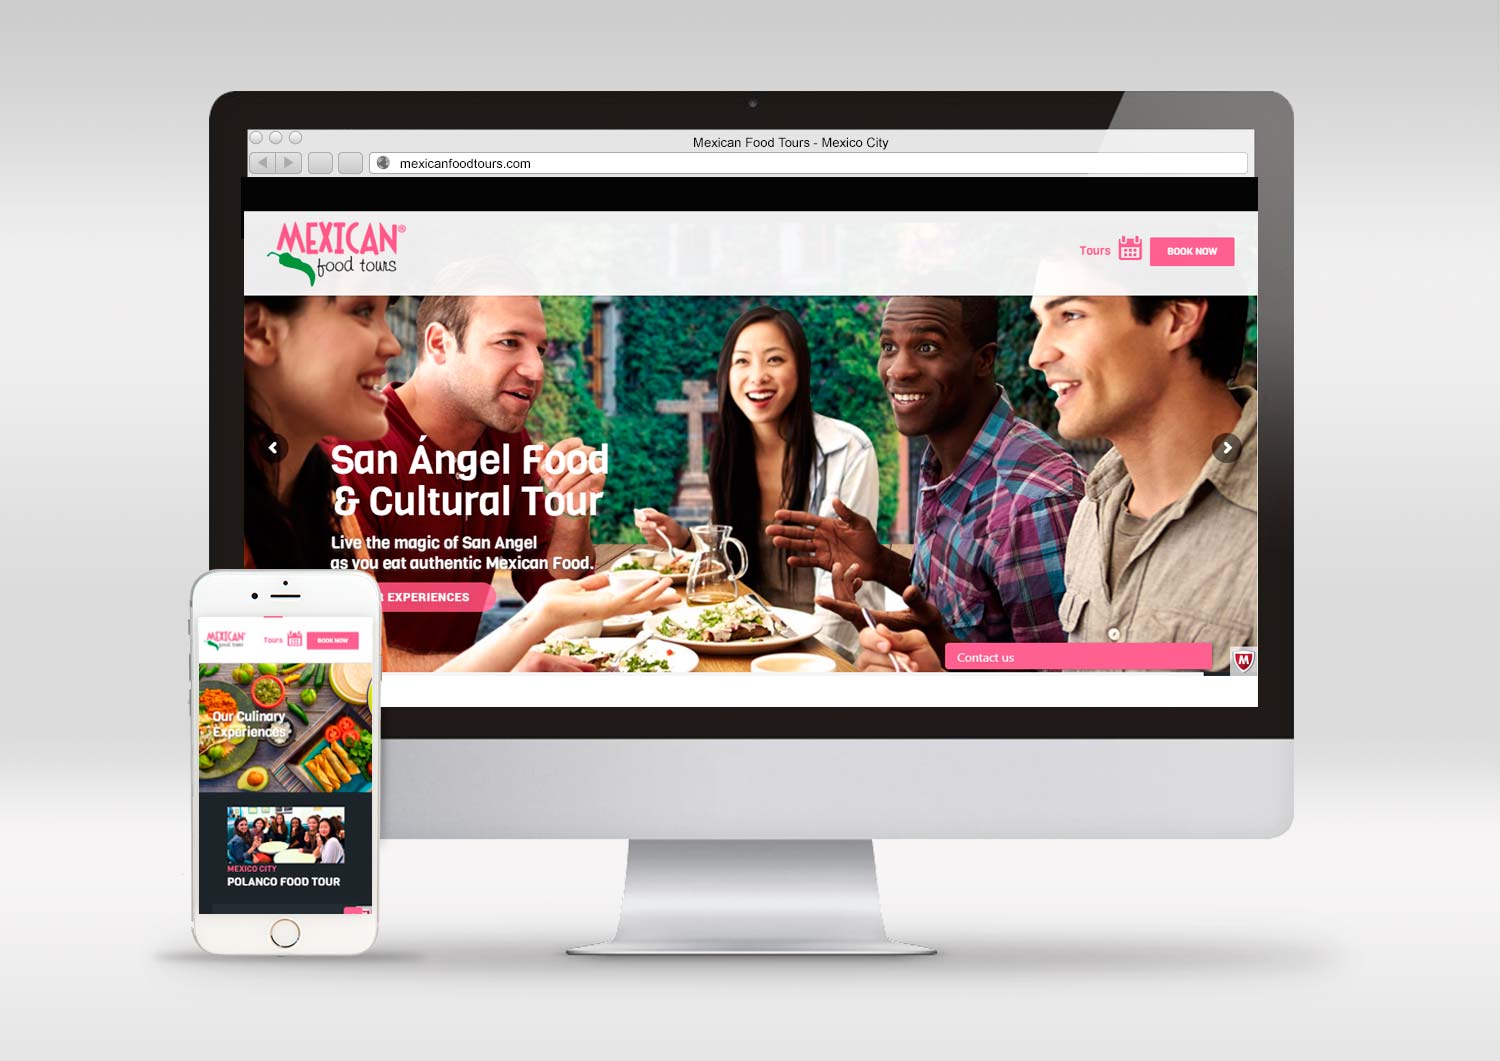 Mexican Food Tours - Mexico City
mexicanfoodtours.com
MEXICAN®
food tours
Tours
BOOK NOW
San Ángel Food
& Cultural Tour
Live the magic of San Angel
as you eat authentic Mexican Food.
EXPERIENCES
Contact us
M
MEXICAN
food tours
Tours
BOOK NOW
Our Culinary
Experiences
MEXICO CITY
POLANCO FOOD TOUR